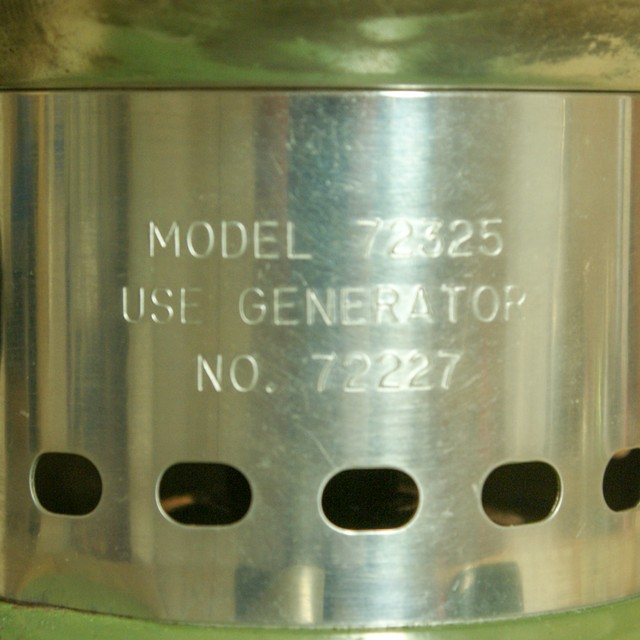 MODEL 72325
USE GENERATOR
NO. 72227